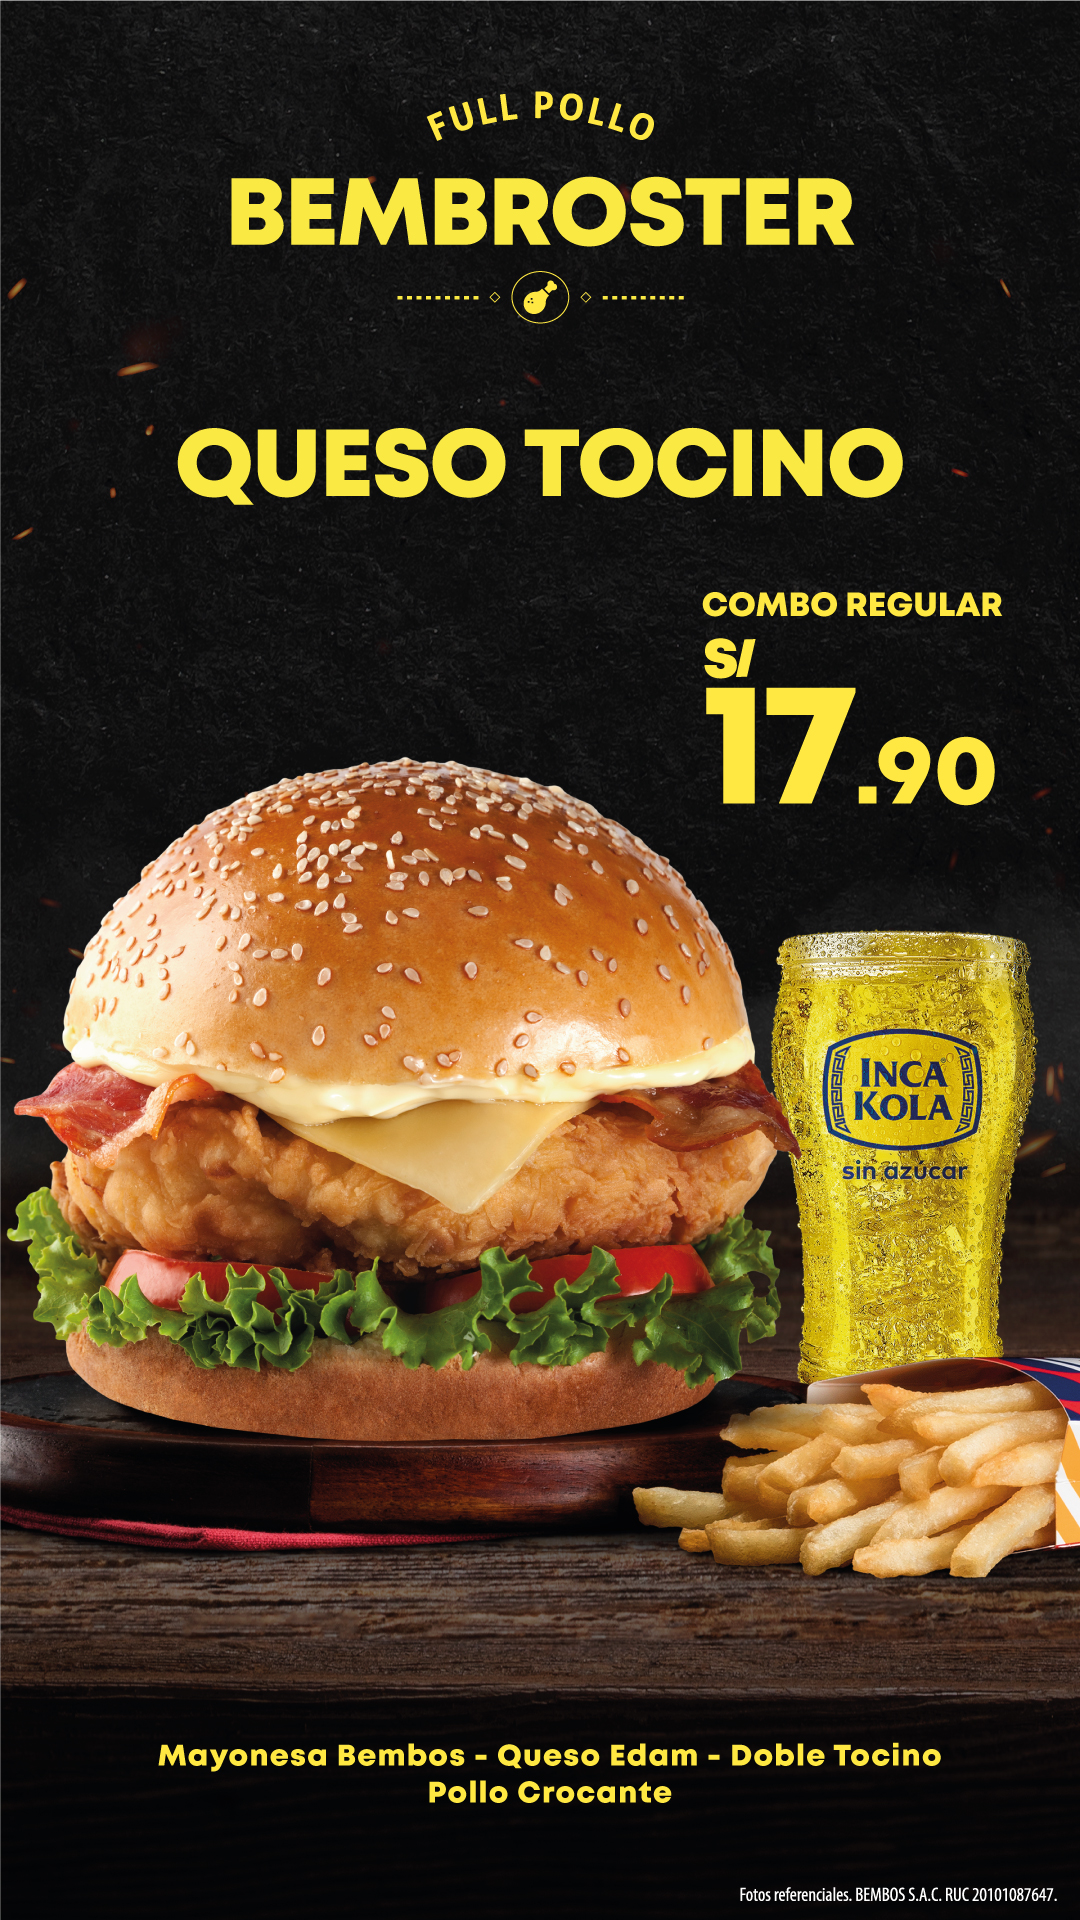 FULL POLLO
BEMBROSTER
QUESO TOCINO
COMBO REGULAR
S/
17.90
INCA
KOLA
sin azúcar
Mayonesa Bembos - Queso Edam - Doble Tocino
Pollo Crocante
Fotos referenciales. BEMBOS S.A.C. RUC 20101087647.